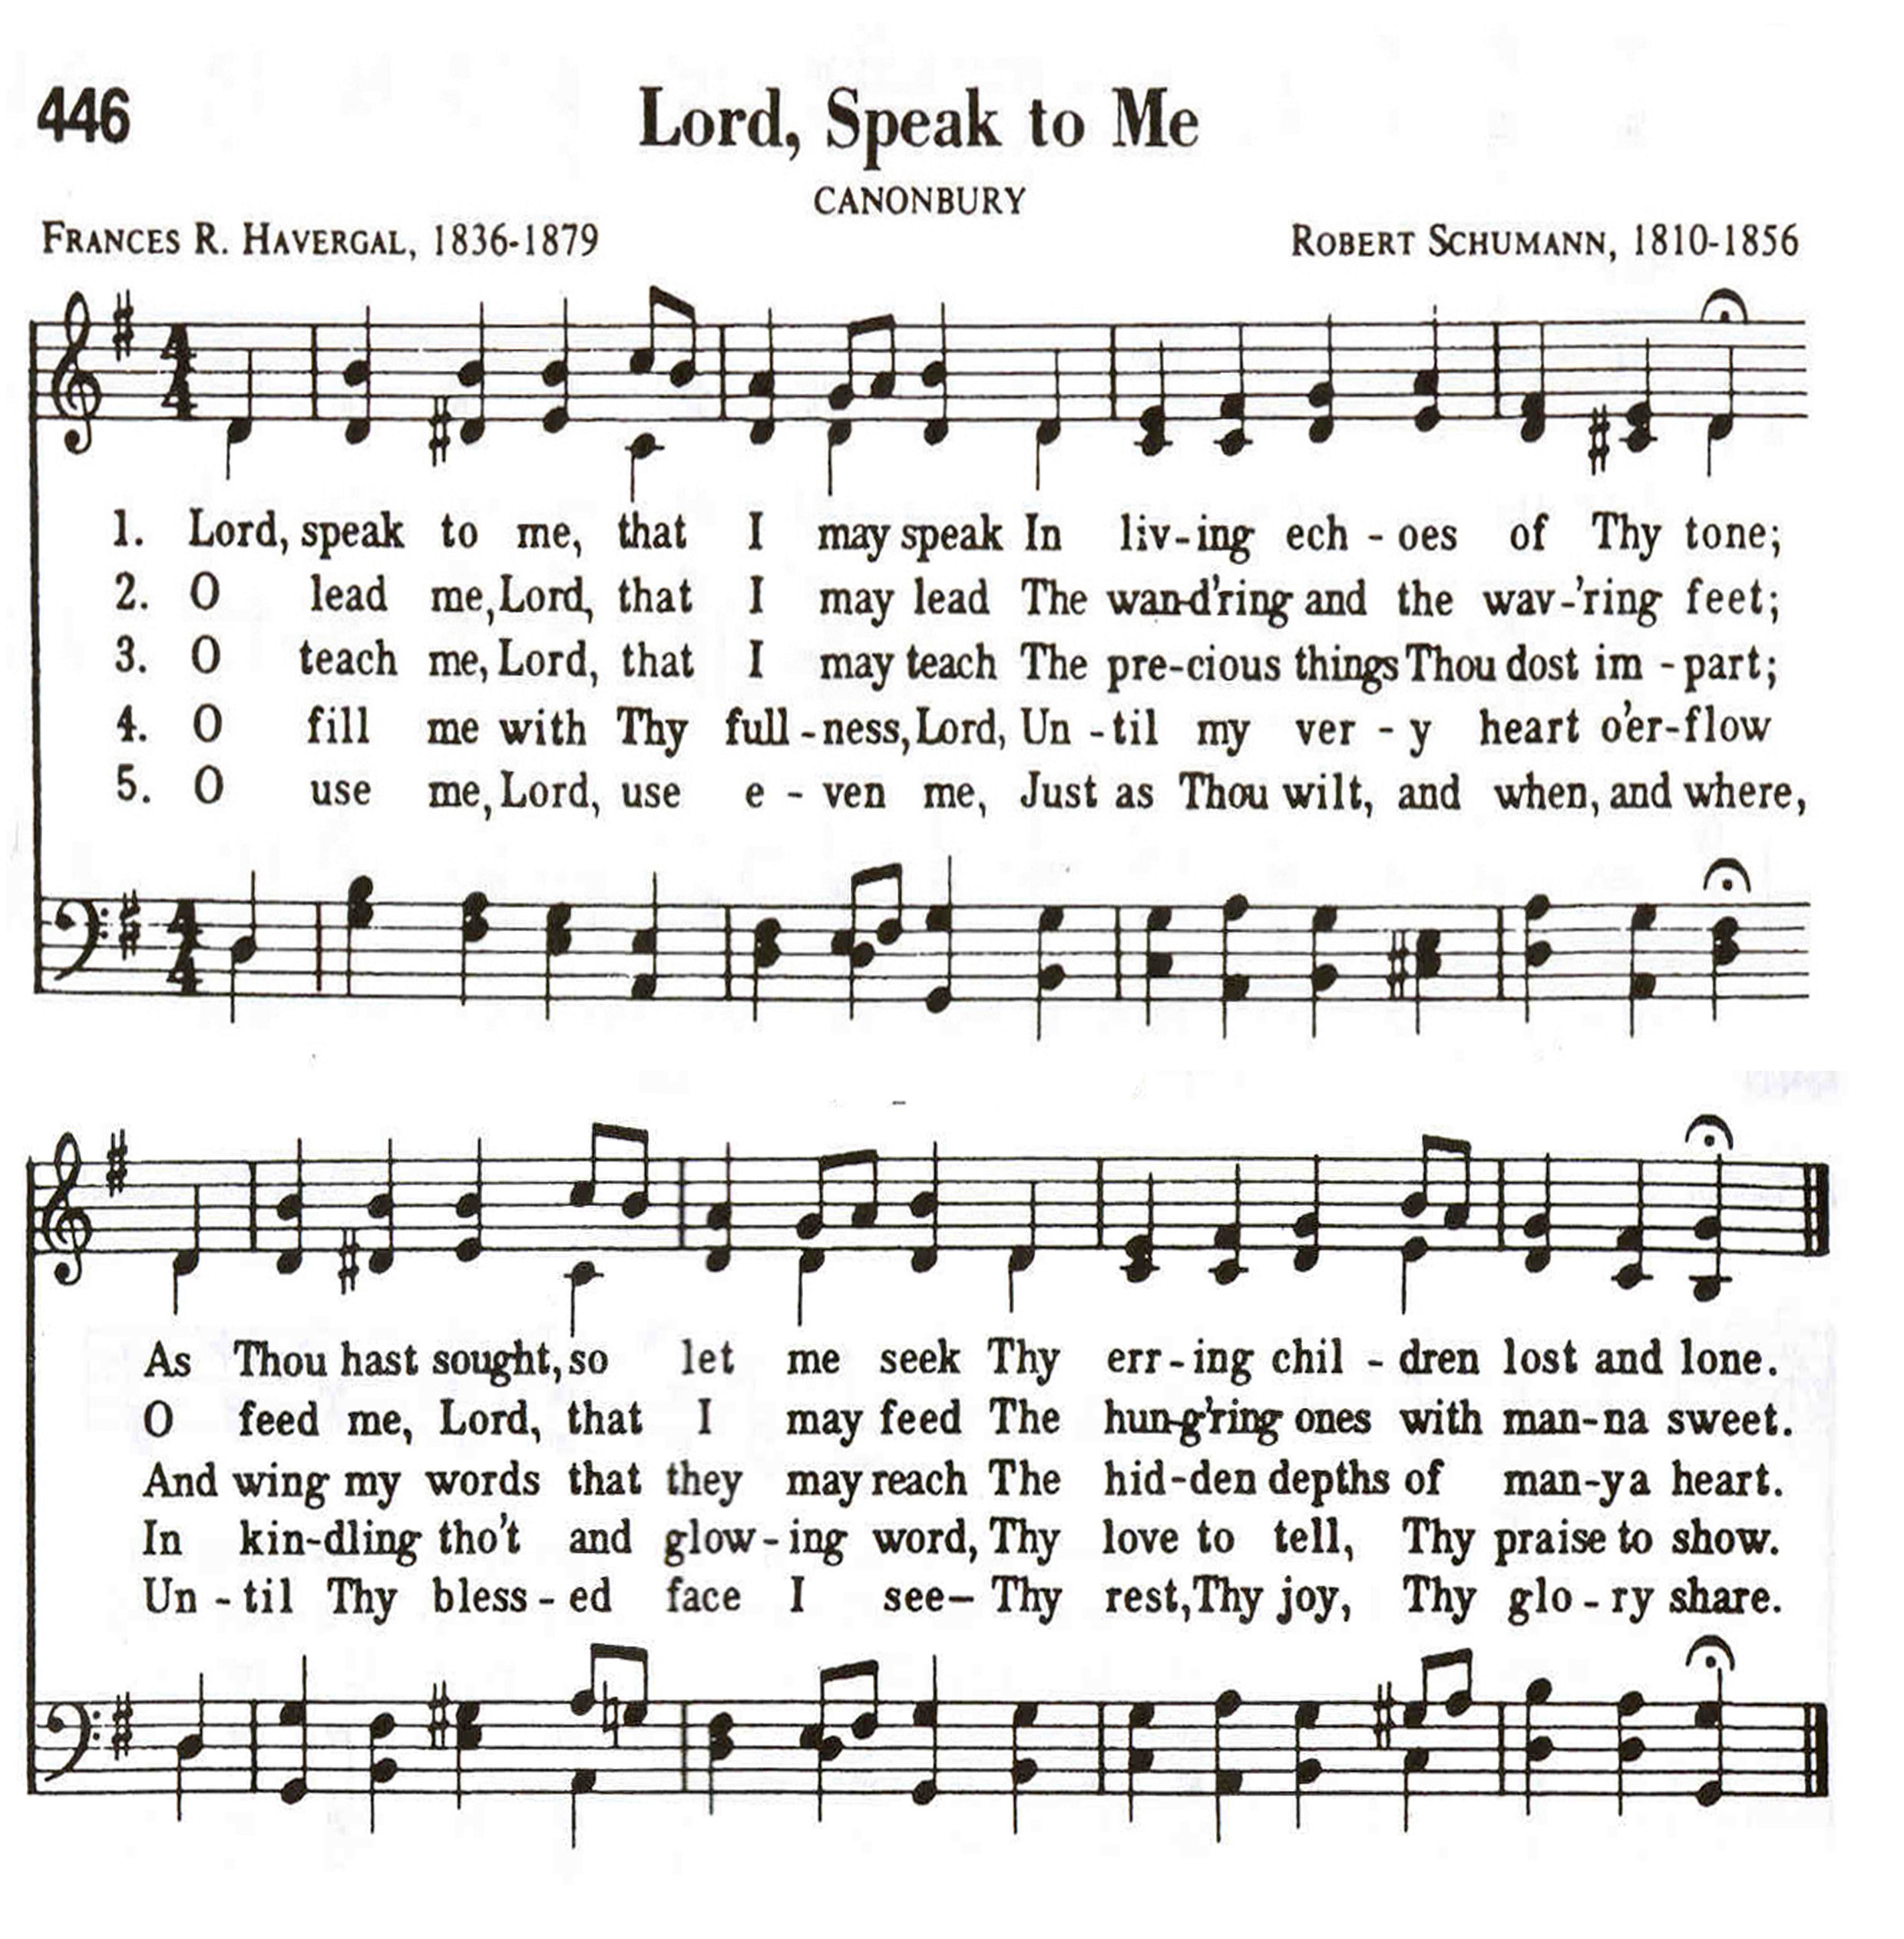 446
Lord, Speak to Me
CANONBURY
FRANCES R. HAVERGAL, 1836-1879
ROBERT SCHUMANN, 1810-1856
1. Lord, speak to me, that I may speak In liv-ing ech - oes of Thy tone;
2. O lead me, Lord, that I may lead The wand'ring and the wav-'ring feet;
3. O teach me, Lord, that I may teach The pre-cious things Thou dost im - part;
4. O fill me with Thy full - ness, Lord, Un - til my ver - y heart o'er-flow
5. O use me, Lord, use e - ven me, Just as Thou wilt, and when, and where,
As Thou hast sought, so let me seek Thy err - ing chil - dren lost and lone.
O feed me, Lord, that I may feed The hun-g'ring ones with man-na sweet.
And wing my words that they may reach The hid-den depths of man-y a heart.
In kin-dling tho't and glow - ing word, Thy love to tell, Thy praise to show.
Un - til Thy bless - ed face I see– Thy rest, Thy joy, Thy glo - ry share.